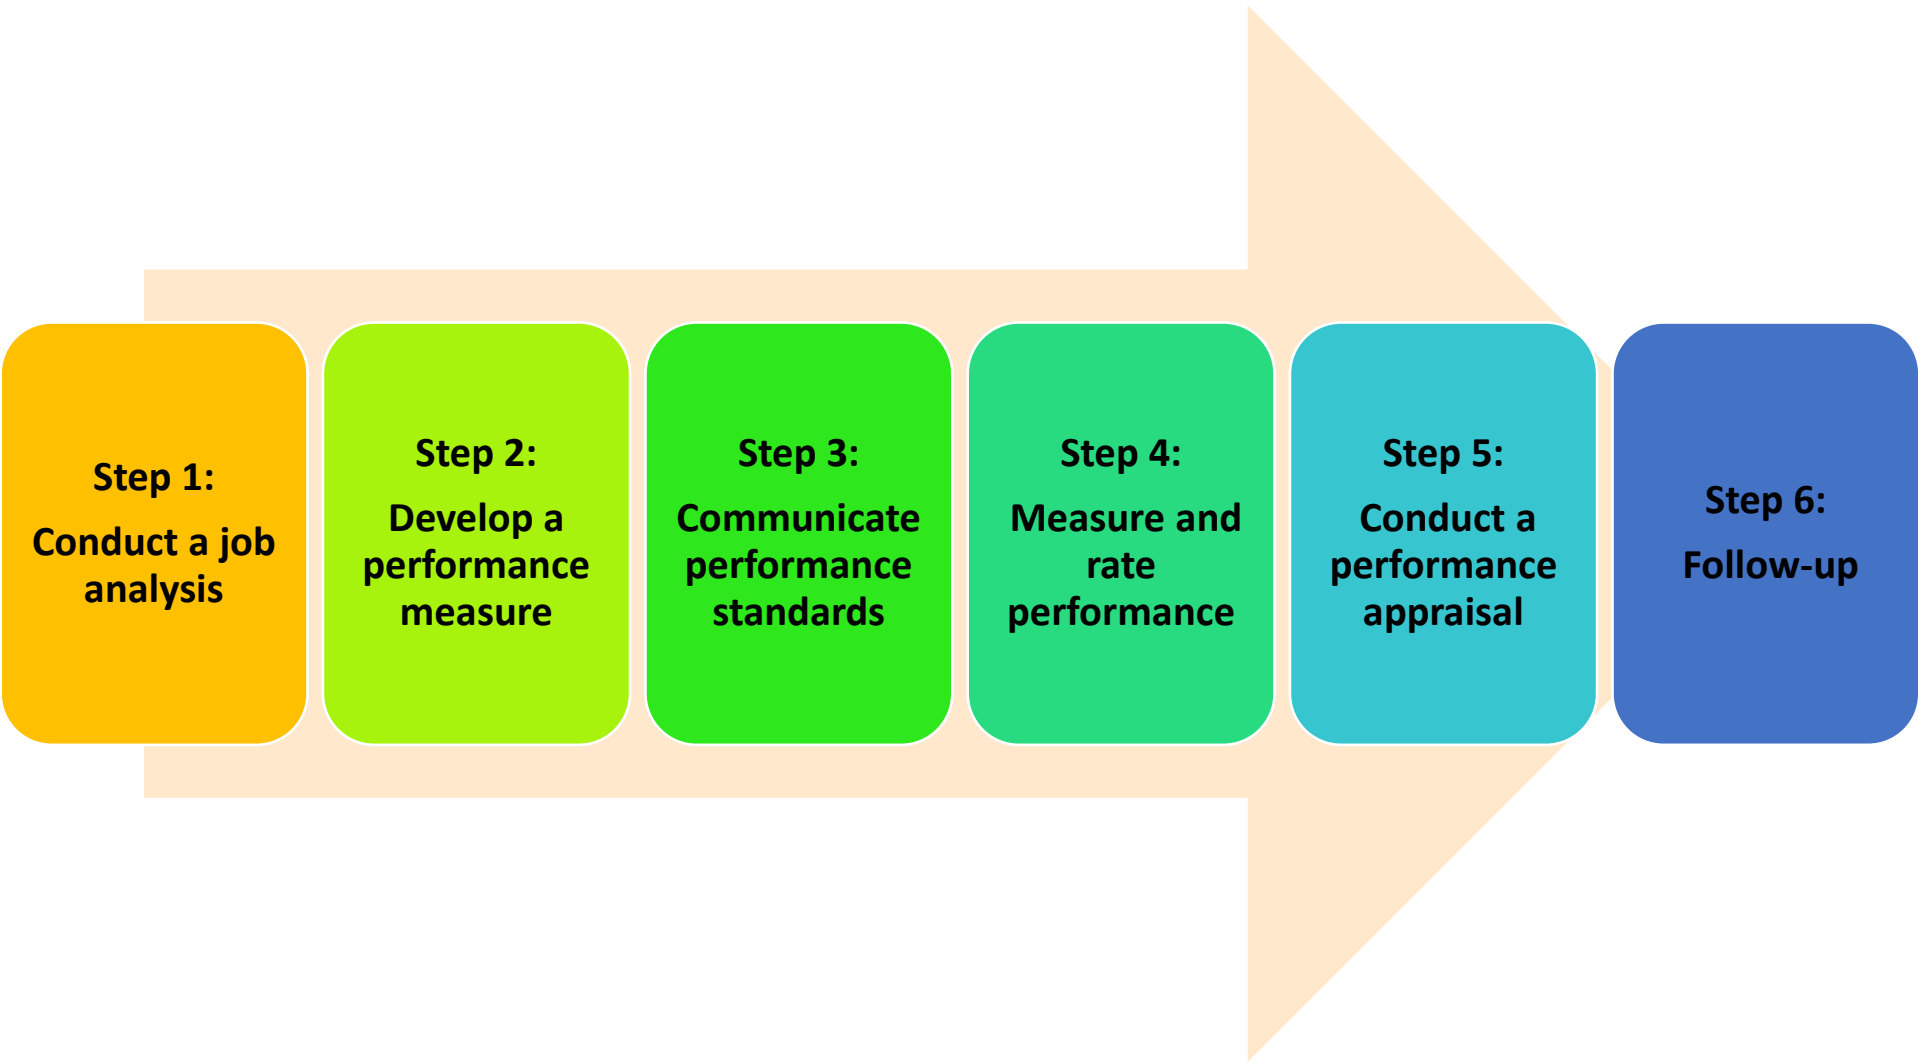 Step 1:
Conduct a job
analysis
Step 2:
Develop a
performance
measure
Step 3:
Communicate
performance
standards
Step 4:
Measure and
rate
performance
Step 5:
Conduct a
performance
appraisal
Step 6:
Follow-up